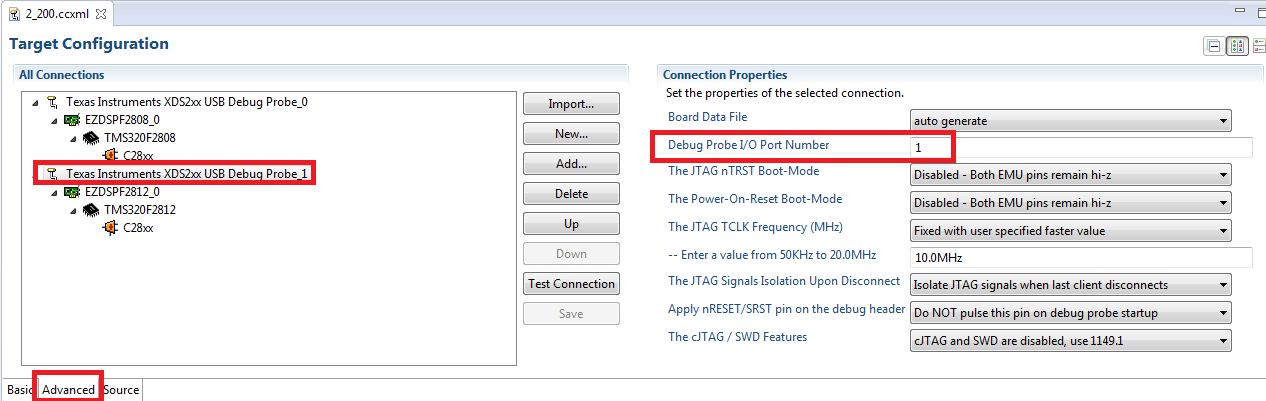 2_200.ccxml
Target Configuration
All Connections
Texas Instruments XDS2xx USB Debug Probe_0
EZDSPF2808_0
TMS320F2808
C28xx
Texas Instruments XDS2xx USB Debug Probe_1
EZDSPF2812_0
TMS320F2812
C28xx
Import...
New...
Add...
Delete
Up
Down
Test Connection
Save
Connection Properties
Set the properties of the selected connection.
Board Data File auto generate
Debug Probe I/O Port Number 1
The JTAG nTRST Boot-Mode Disabled - Both EMU pins remain hi-z
The Power-On-Reset Boot-Mode Disabled - Both EMU pins remain hi-z
The JTAG TCLK Frequency (MHz) Fixed with user specified faster value
-- Enter a value from 50KHz to 20.0MHz 10.0MHz
The JTAG Signals Isolation Upon Disconnect Isolate JTAG signals when last client disconnects
Apply nRESET/SRST pin on the debug header Do NOT pulse this pin on debug probe startup
The cJTAG / SWD Features cJTAG and SWD are disabled, use 1149.1
Basic Advanced Source